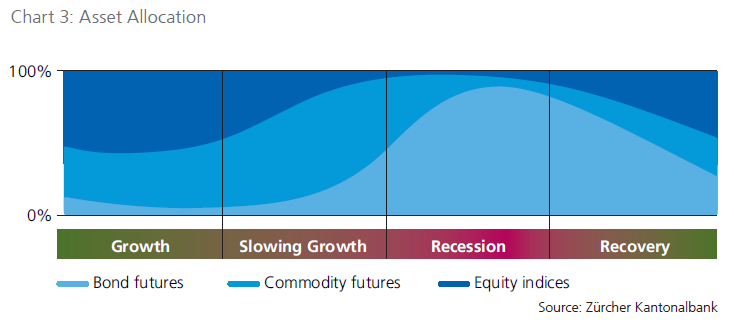 Chart 3: Asset Allocation
100%
0%
Growth Slowing Growth Recession Recovery
Bond futures Commodity futures Equity indices
Source: Zürcher Kantonalbank